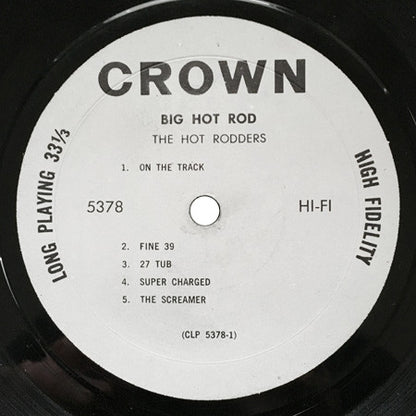 CROWN
BIG HOT ROD
THE HOT RODDERS
1. ON THE TRACK
LONG PLAYING 33⅓
5378
HI-FI
HIGH FIDELITY
2. FINE 39
3. 27 TUB
4. SUPER CHARGED
5. THE SCREAMER
(CLP 5378-1)